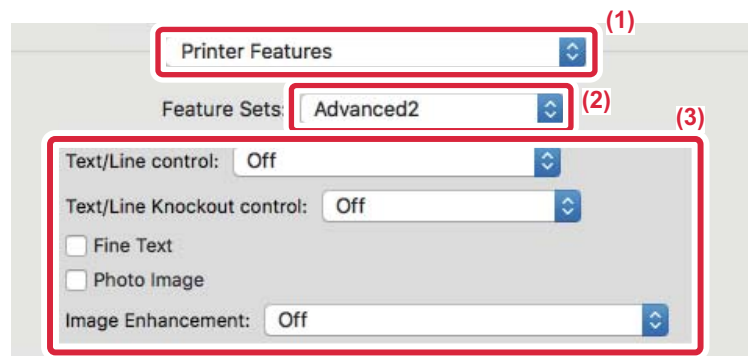 (1)
Printer Features
Feature Sets: Advanced2 (2)
(3)
Text/Line control: Off
Text/Line Knockout control: Off
Fine Text
Photo Image
Image Enhancement: Off